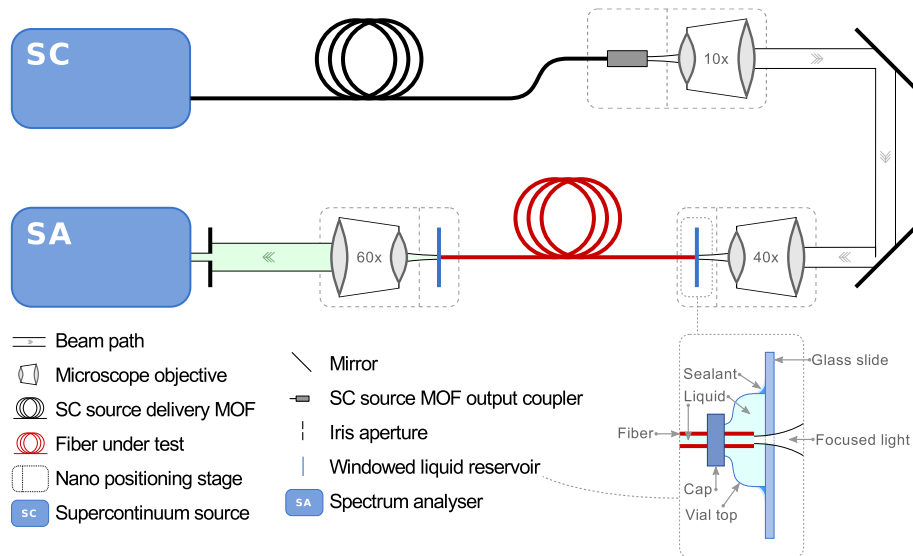 SC
10x
SA
60x
40x
Beam path
Microscope objective
SC source delivery MOF
Fiber under test
Nano positioning stage
SC
Supercontinuum source
Mirror
SC source MOF output coupler
Iris aperture
Windowed liquid reservoir
SA
Spectrum analyser
Glass slide
Sealant
Liquid
Fiber
Focused light
Cap
Vial top